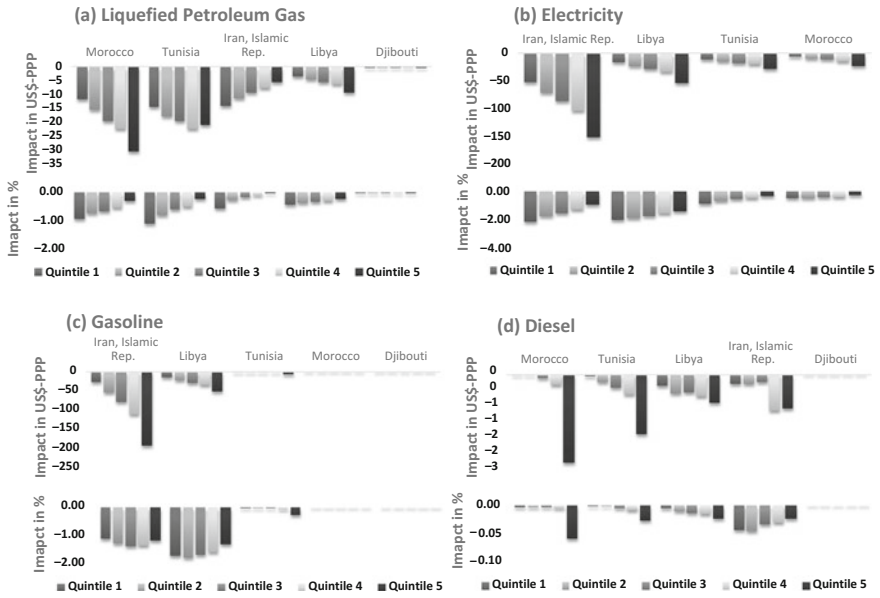 (a) Liquefied Petroleum Gas
Morocco Tunisia Iran, Islamic Rep. Libya Djibouti
Impact in US$-PPP
0
−5
−10
−15
−20
−25
−30
−35
Imapct in %
0.00
−1.00
−2.00
Quintile 1 Quintile 2 Quintile 3 Quintile 4 Quintile 5
(b) Electricity
Iran, Islamic Rep. Libya Tunisia Morocco
Impact in US$-PPP
0
−50
−100
−150
−200
Imapct in %
0.00
−2.00
−4.00
Quintile 1 Quintile 2 Quintile 3 Quintile 4 Quintile 5
(c) Gasoline
Iran, Islamic Rep. Libya Tunisia Morocco Djibouti
Impact in US$-PPP
0
−50
−100
−150
−200
−250
Imapct in %
0.00
−1.00
−2.00
Quintile 1 Quintile 2 Quintile 3 Quintile 4 Quintile 5
(d) Diesel
Morocco Tunisia Libya Iran, Islamic Rep. Djibouti
Impact in US$-PPP
0
−1
−1
−2
−2
−3
Imapct in %
0.00
−0.05
−0.10
Quintile 1 Quintile 2 Quintile 3 Quintile 4 Quintile 5